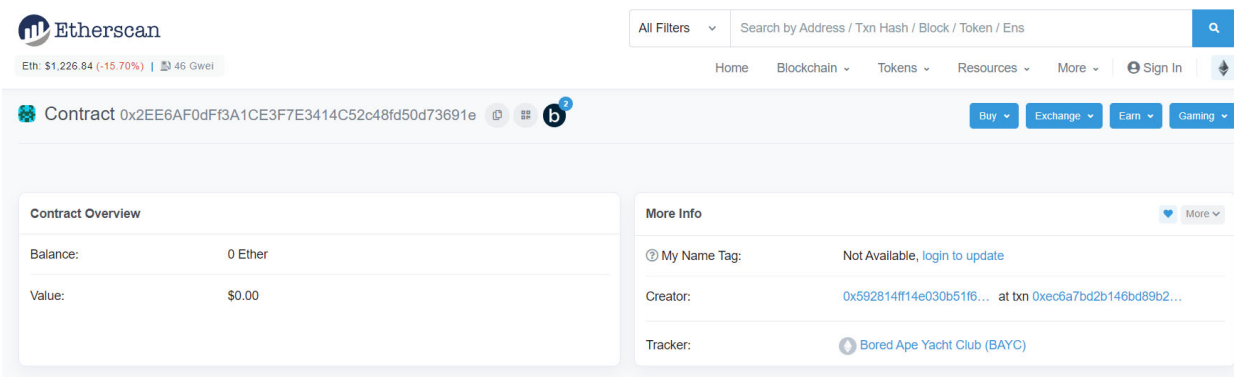 Etherscan
All Filters Search by Address / Txn Hash / Block / Token / Ens
Eth: $1,226.84 (-15.70%) | 46 Gwei
Home Blockchain Tokens Resources More Sign In
Contract 0x2EE6AF0dFf3A1CE3F7E3414C52c48fd50d73691e b 2
Buy Exchange Earn Gaming
Contract Overview
Balance: 0 Ether
Value: $0.00
More Info
More
? My Name Tag: Not Available, login to update
Creator: 0x592814ff14e030b51f6... at txn 0xec6a7bd2b146bd89b2...
Tracker: Bored Ape Yacht Club (BAYC)